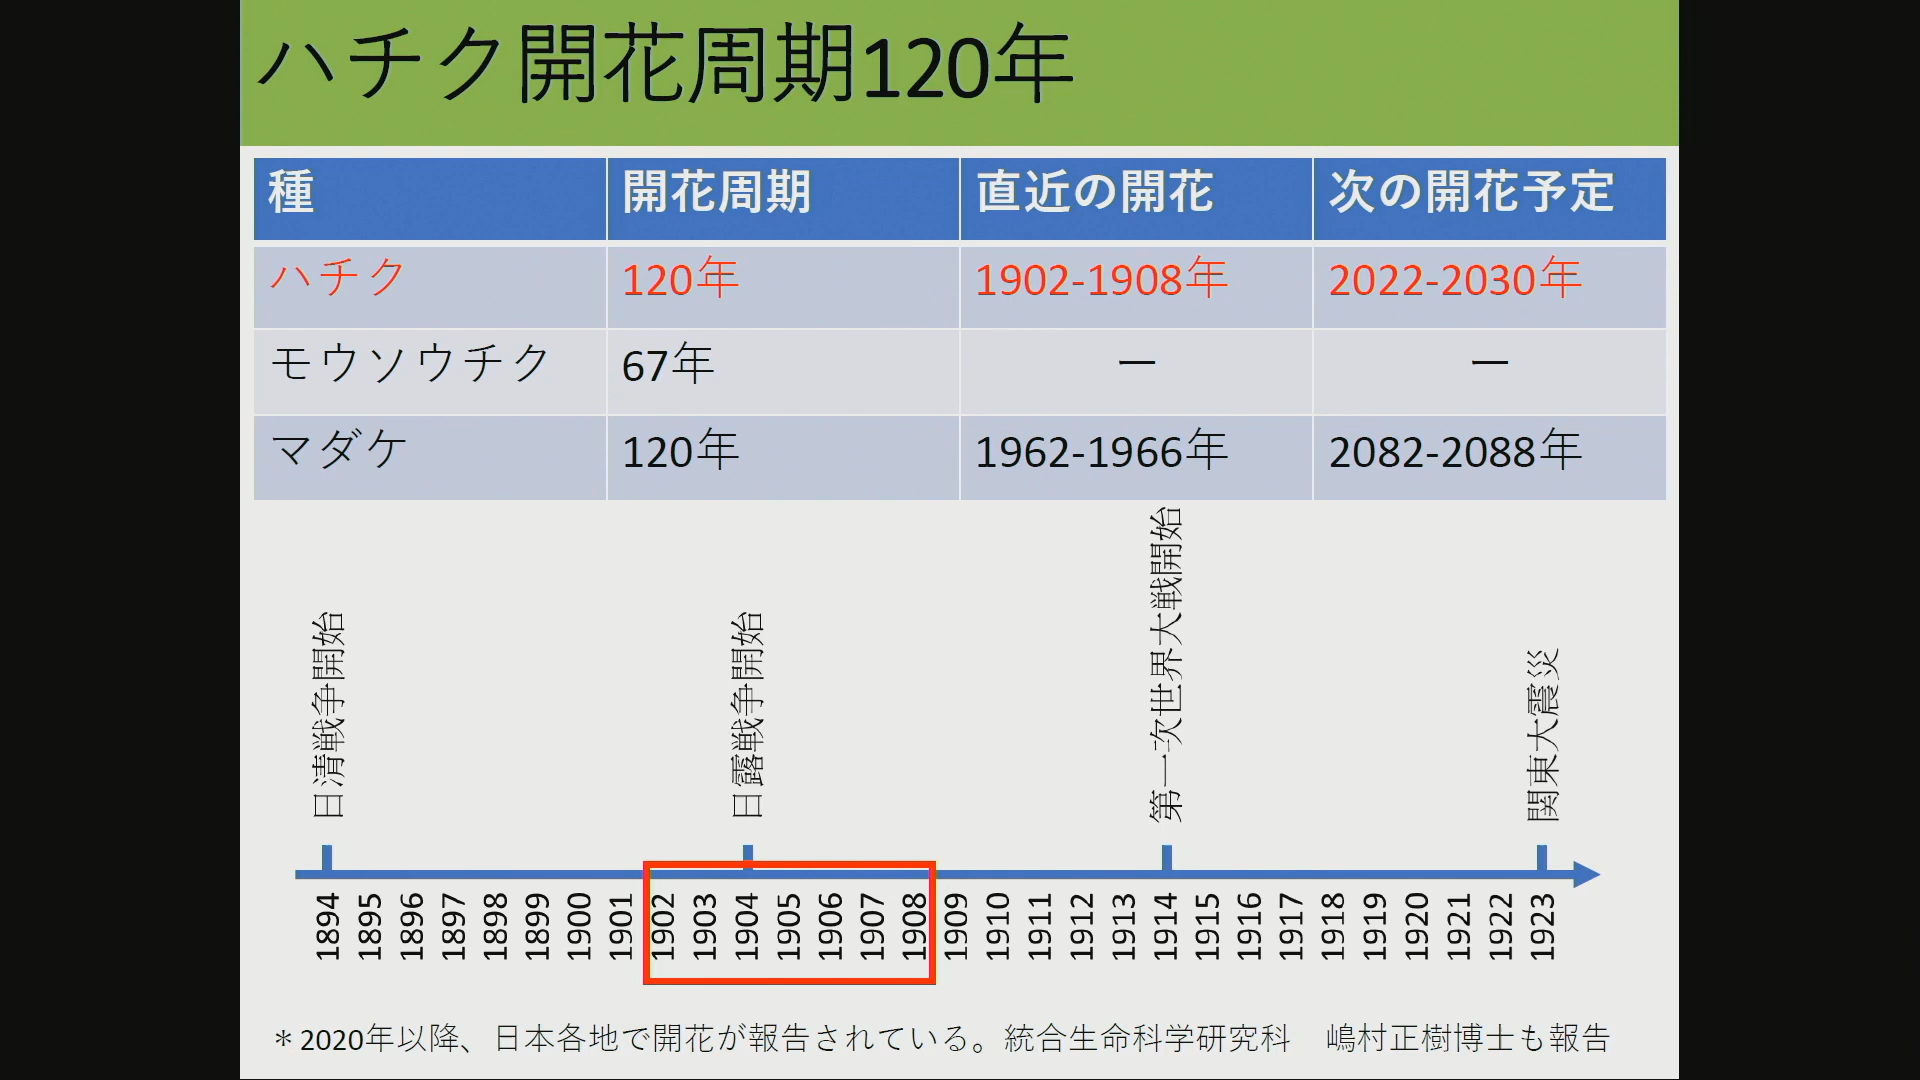 ハチク開花周期120年
種 開花周期 直近の開花 次の開花予定
ハチク 120年 1902-1908年 2022-2030年
モウソウチク 67年 ー ー
マダケ 120年 1962-1966年 2082-2088年
日清戦争開始
日露戦争開始
第一次世界大戦開始
関東大震災
1894 1895 1896 1897 1898 1899 1900 1901 1902 1903 1904 1905 1906 1907 1908 1909 1910 1911 1912 1913 1914 1915 1916 1917 1918 1919 1920 1921 1922 1923
＊2020年以降、日本各地で開花が報告されている。統合生命科学研究科　嶋村正樹博士も報告